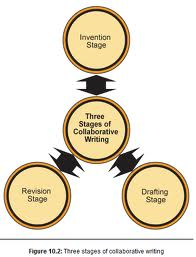 Invention
Stage
Three
Stages of
Collaborative
Writing
Revision
Stage
Drafting
Stage
Figure 10.2: Three stages of collaborative writing